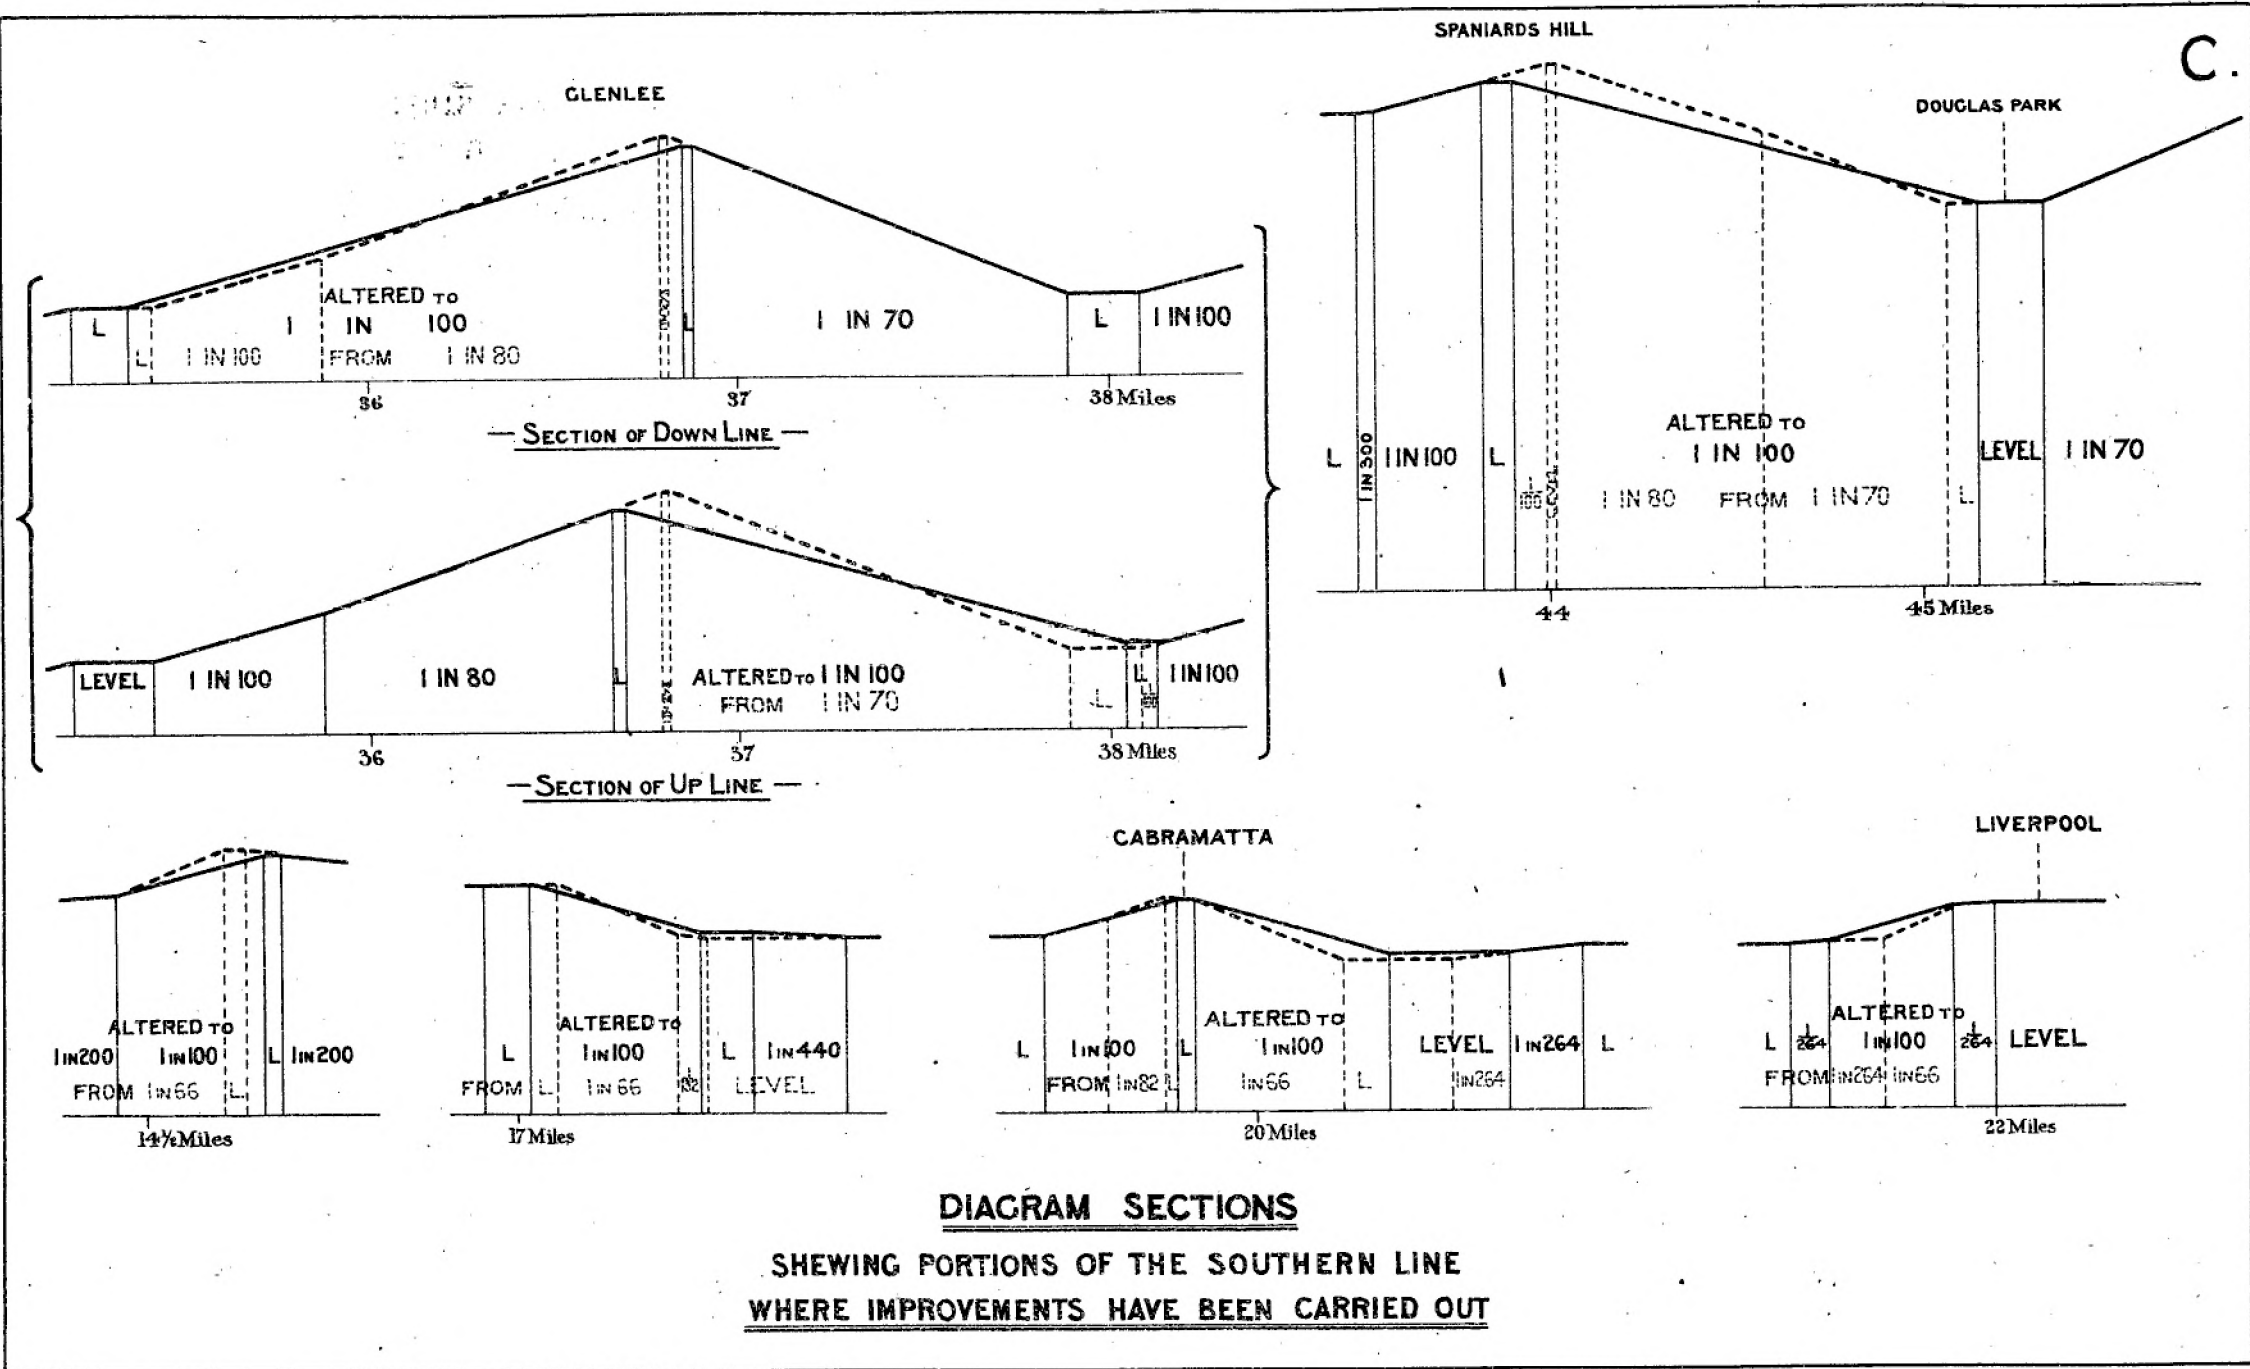 C.
GLENLEE
ALTERED TO
L 1 IN 100 L 1 IN 70 L 1 IN 100
L 1 IN 100 FROM 1 IN 80
36 37 38 Miles
— SECTION OF DOWN LINE —
LEVEL 1 IN 100 1 IN 80 L ALTERED TO 1 IN 100 L 1 IN 100
FROM 1 IN 70 L
36 37 38 Miles
— SECTION OF UP LINE —
SPANIARDS HILL
DOUGLAS PARK
ALTERED TO
L 1 IN 300 1 IN 100 L 1 IN 100 LEVEL 1 IN 70
1/100 LEVEL 1 IN 80 FROM 1 IN 70 L
44 45 Miles
ALTERED TO
1 IN 200 1 IN 100 L 1 IN 200
FROM 1 IN 66 L
14½ Miles
ALTERED TO
L 1 IN 100 L 1 IN 440
FROM L 1 IN 66 1/132 LEVEL
17 Miles
CABRAMATTA
ALTERED TO
L 1 IN 100 L 1 IN 100 LEVEL 1 IN 264 L
FROM 1 IN 82 L 1 IN 66 L 1 IN 264
20 Miles
LIVERPOOL
ALTERED TO
L 1/264 1 IN 100 1/264 LEVEL
FROM 1 IN 264 1 IN 66
22 Miles
DIAGRAM SECTIONS
SHEWING PORTIONS OF THE SOUTHERN LINE
WHERE IMPROVEMENTS HAVE BEEN CARRIED OUT